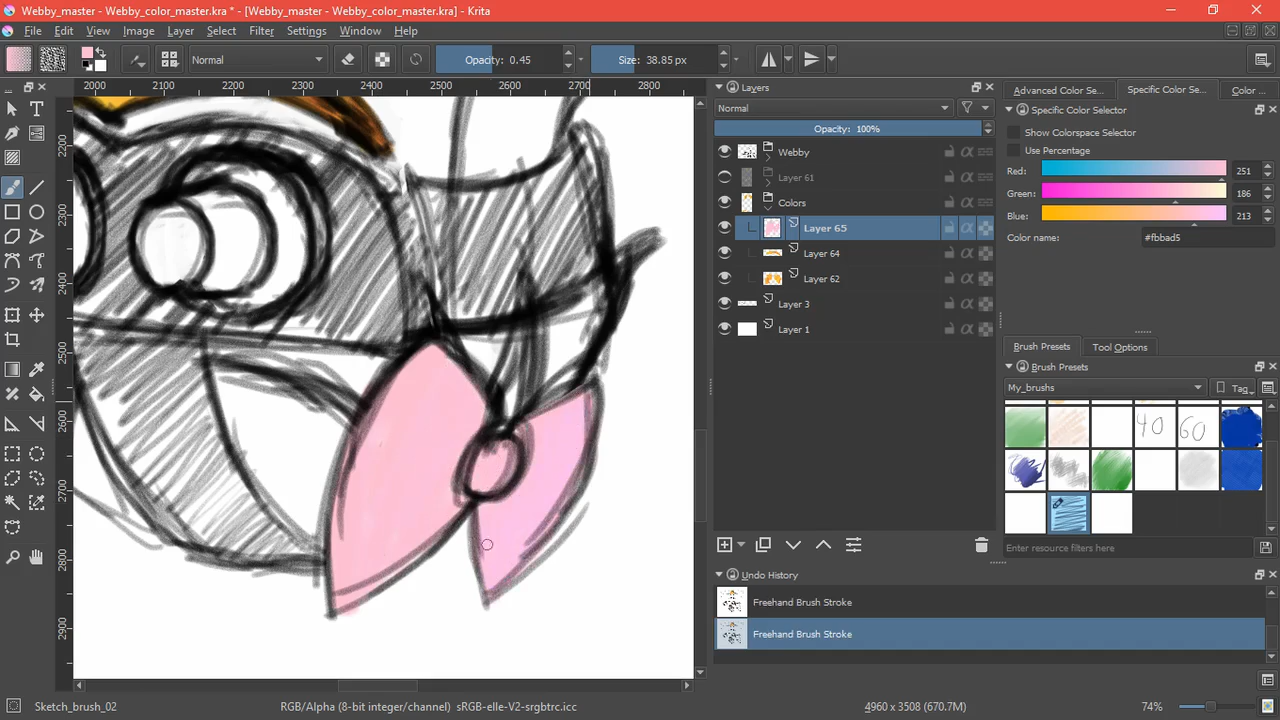 Webby_master - Webby_color_master.kra * - [Webby_master - Webby_color_master.kra] - Krita
File Edit View Image Layer Select Filter Settings Window Help
Normal Opacity: 0.45 Size: 38.85 px
2000 2100 2200 2300 2400 2500 2600 2700 2800
2200
2300
2400
2500
2600
2700
2800
2900
Layers
Normal
Opacity: 100%
Webby
Layer 61
Colors
Layer 65
Layer 64
Layer 62
Layer 3
Layer 1
Undo History
Freehand Brush Stroke
Freehand Brush Stroke
Advanced Color Se... Specific Color Se... Color ...
Specific Color Selector
Show Colorspace Selector
Use Percentage
Red: 251
Green: 186
Blue: 213
Color name: #fbbad5
Brush Presets Tool Options
Brush Presets
My_brushes Tag
40 60
Enter resource filters here
Sketch_brush_02 RGB/Alpha (8-bit integer/channel) sRGB-elle-V2-srgbtrc.icc 4960 x 3508 (670.7M) 74%